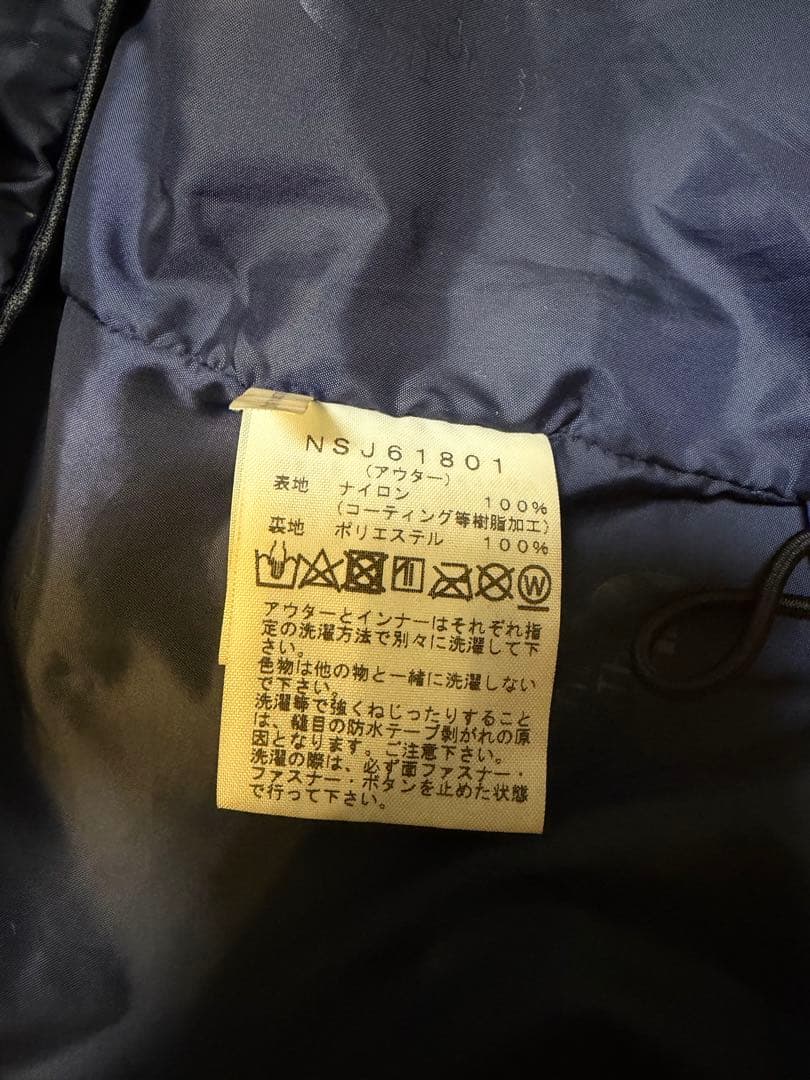 NSJ61801
(アウター)
表地 ナイロン 100%
(コーティング等樹脂加工)
裏地 ポリエステル 100%
W
アウターとインナーはそれぞれ指
定の洗濯方法で別々に洗濯して下
さい。
色物は他の物と一緒に洗濯しない
で下さい。
洗濯等で強くねじったりすること
は、縫目の防水テープ剥がれの原
因となります。ご注意下さい。
洗濯の際は、必ず面ファスナー・
ファスナー・ボタンを止めた状態
で行って下さい。